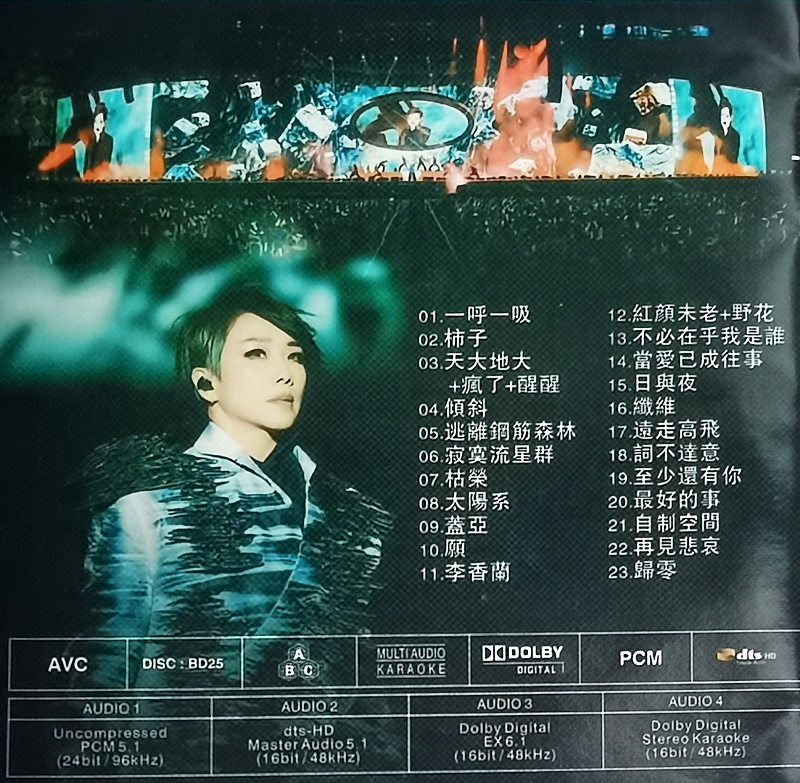 01.一呼一吸
02.柿子
03.天大地大
+瘋了+醒醒
04.傾斜
05.逃離鋼筋森林
06.寂寞流星群
07.枯榮
08.太陽系
09.蓋亞
10.願
11.李香蘭
12.紅顏未老+野花
13.不必在乎我是誰
14.當愛已成往事
15.日與夜
16.纖維
17.遠走高飛
18.詞不達意
19.至少還有你
20.最好的事
21.自制空間
22.再見悲哀
23.歸零
AVC
DISC : BD25
A
B C
MULTI AUDIO
KARAOKE
DOLBY
DIGITAL
PCM
dts HD
AUDIO 1
Uncompressed
PCM 5.1
(24bit / 96kHz)
AUDIO 2
dts-HD
Master Audio 5.1
(16bit / 48kHz)
AUDIO 3
Dolby Digital
EX 6.1
(16bit / 48kHz)
AUDIO 4
Dolby Digital
Stereo Karaoke
(16bit / 48kHz)